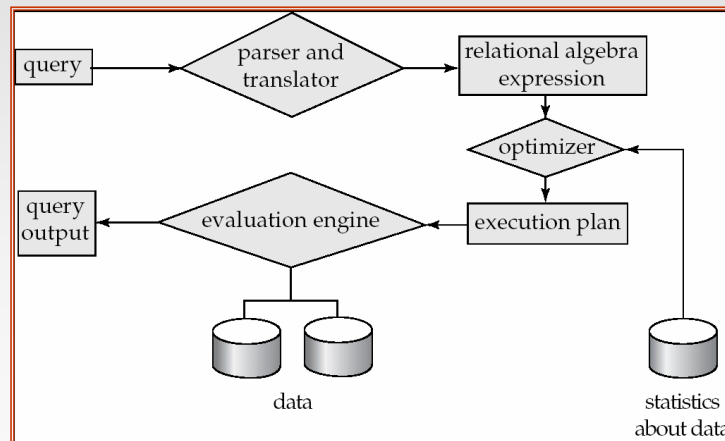 query
parser and
translator
relational algebra
expression
optimizer
query
output
evaluation engine
execution plan
data
statistics
about data